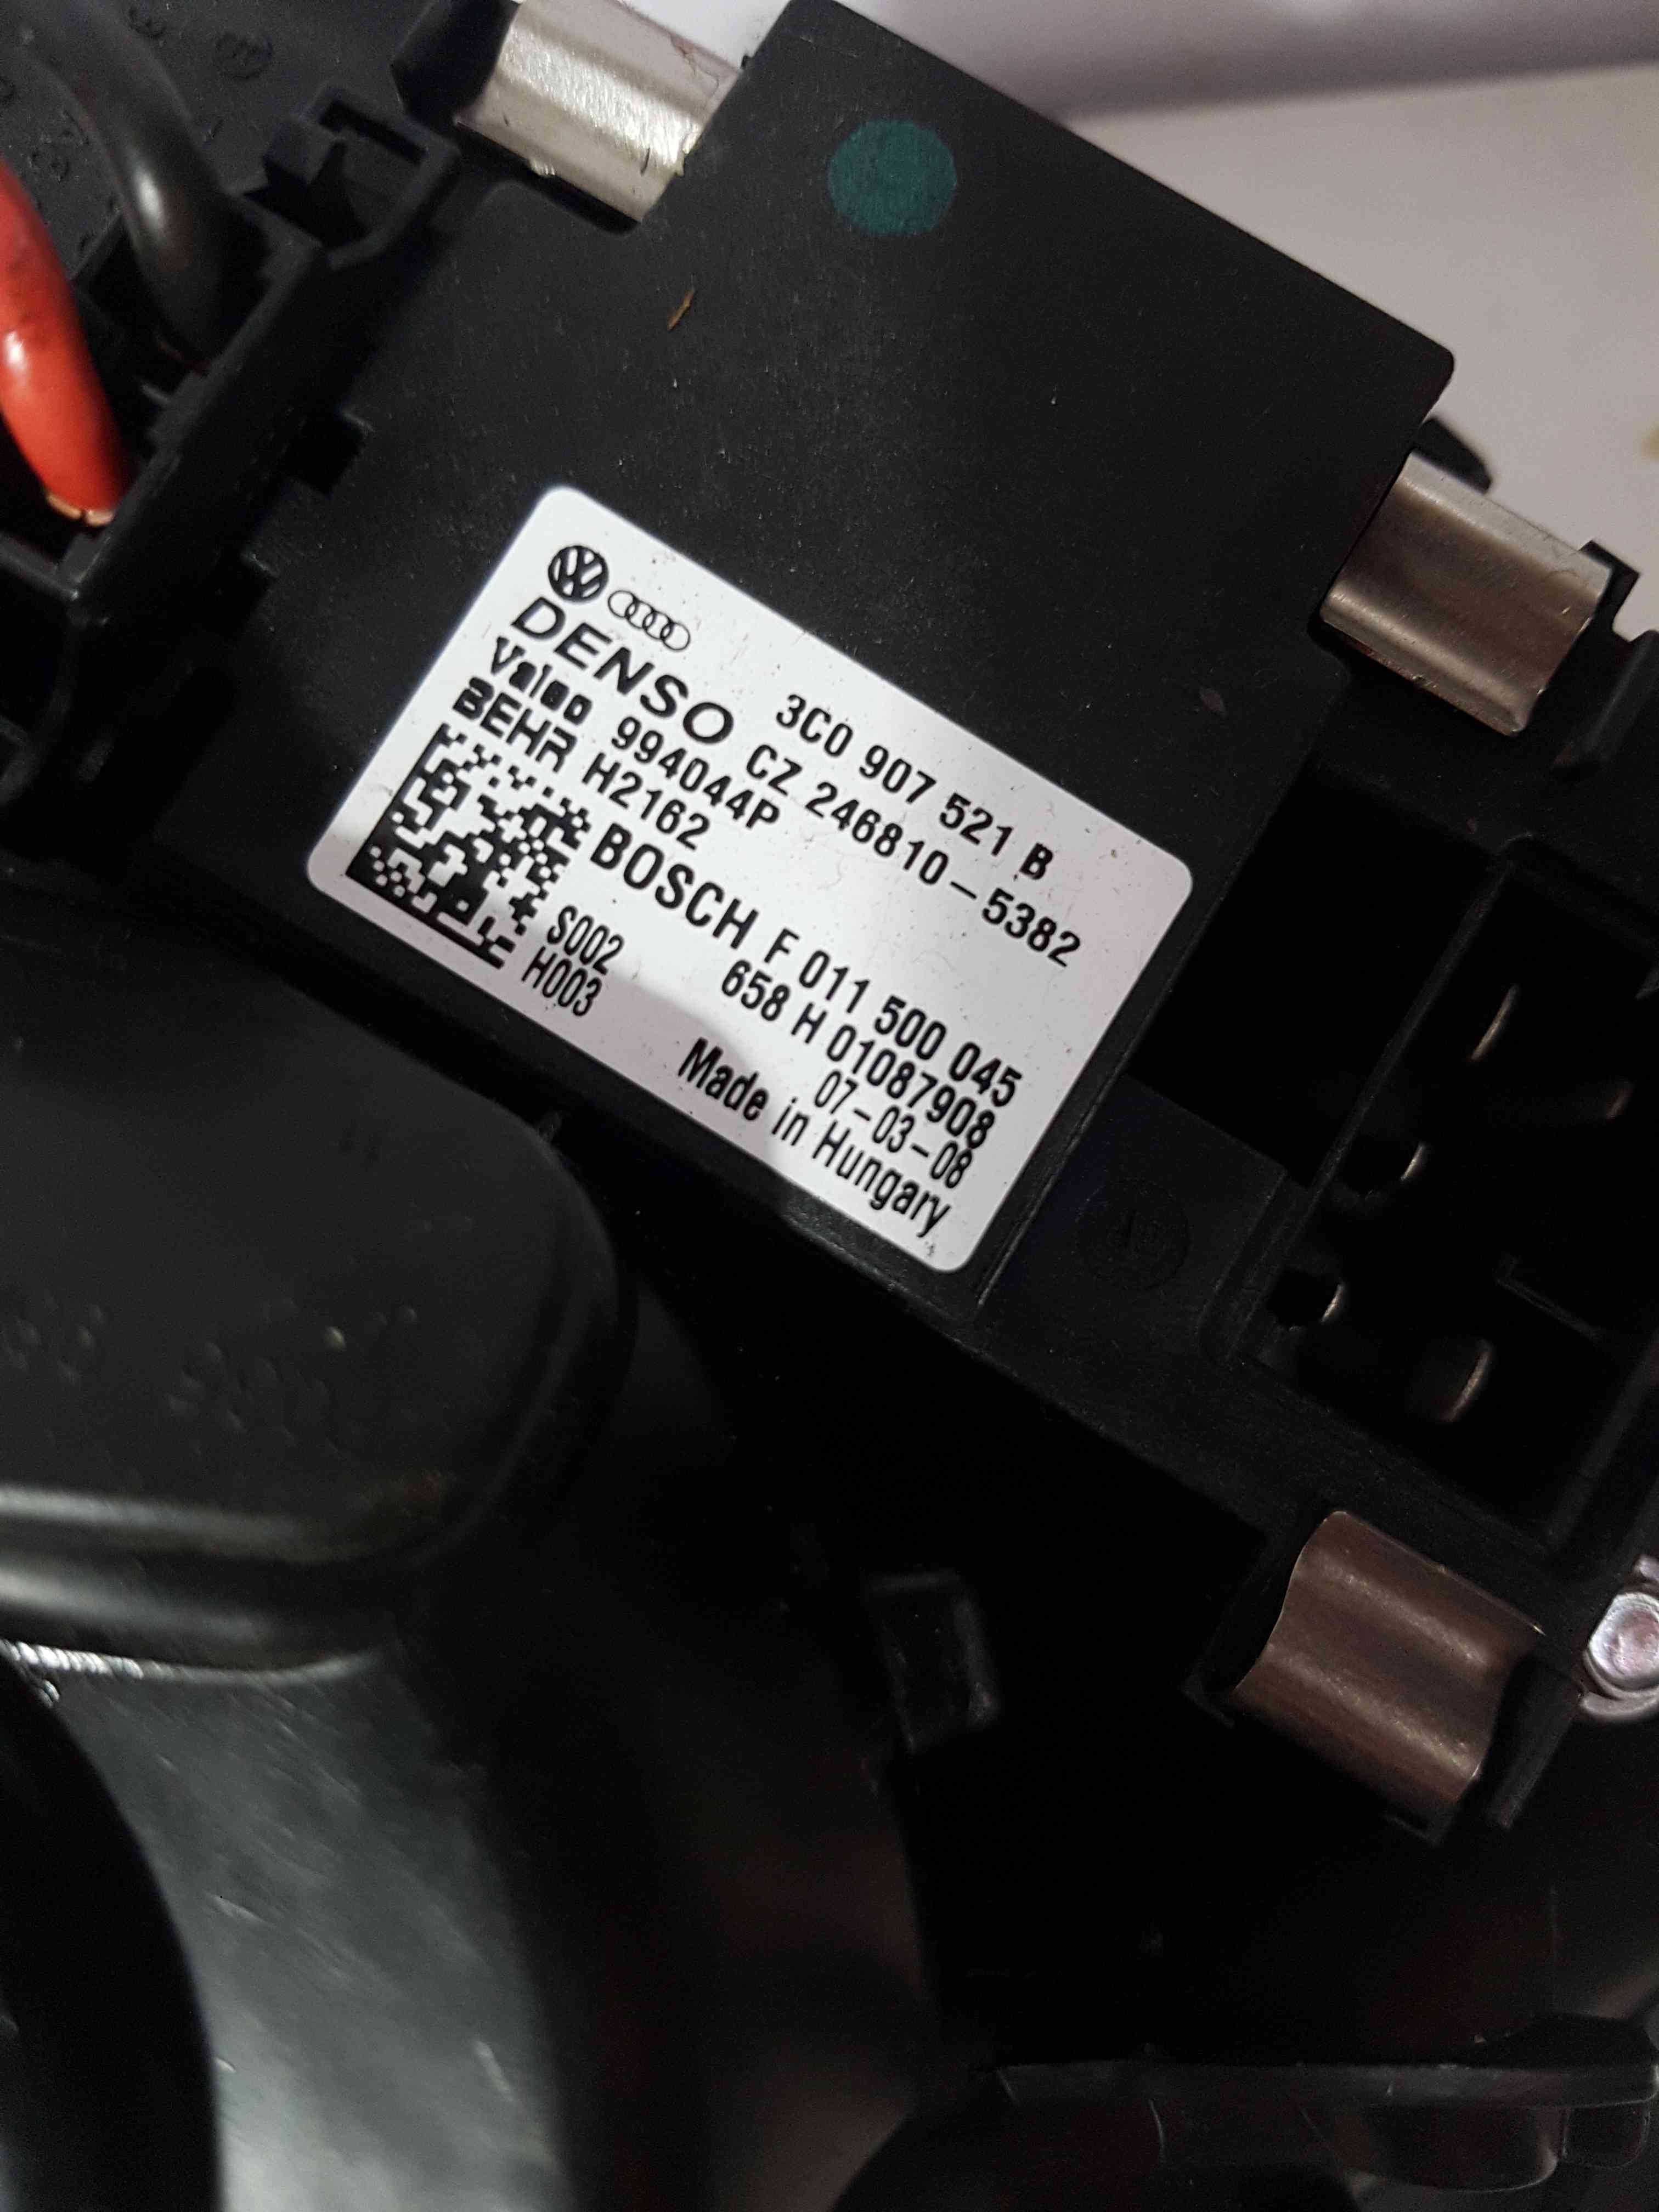 3C0 907 521 B
DENSO CZ 246810-5382
Valeo 994044P
BEHR H2162
BOSCH F 011 500 045
S002 658 H 01087908
H003 07-03-08
Made in Hungary